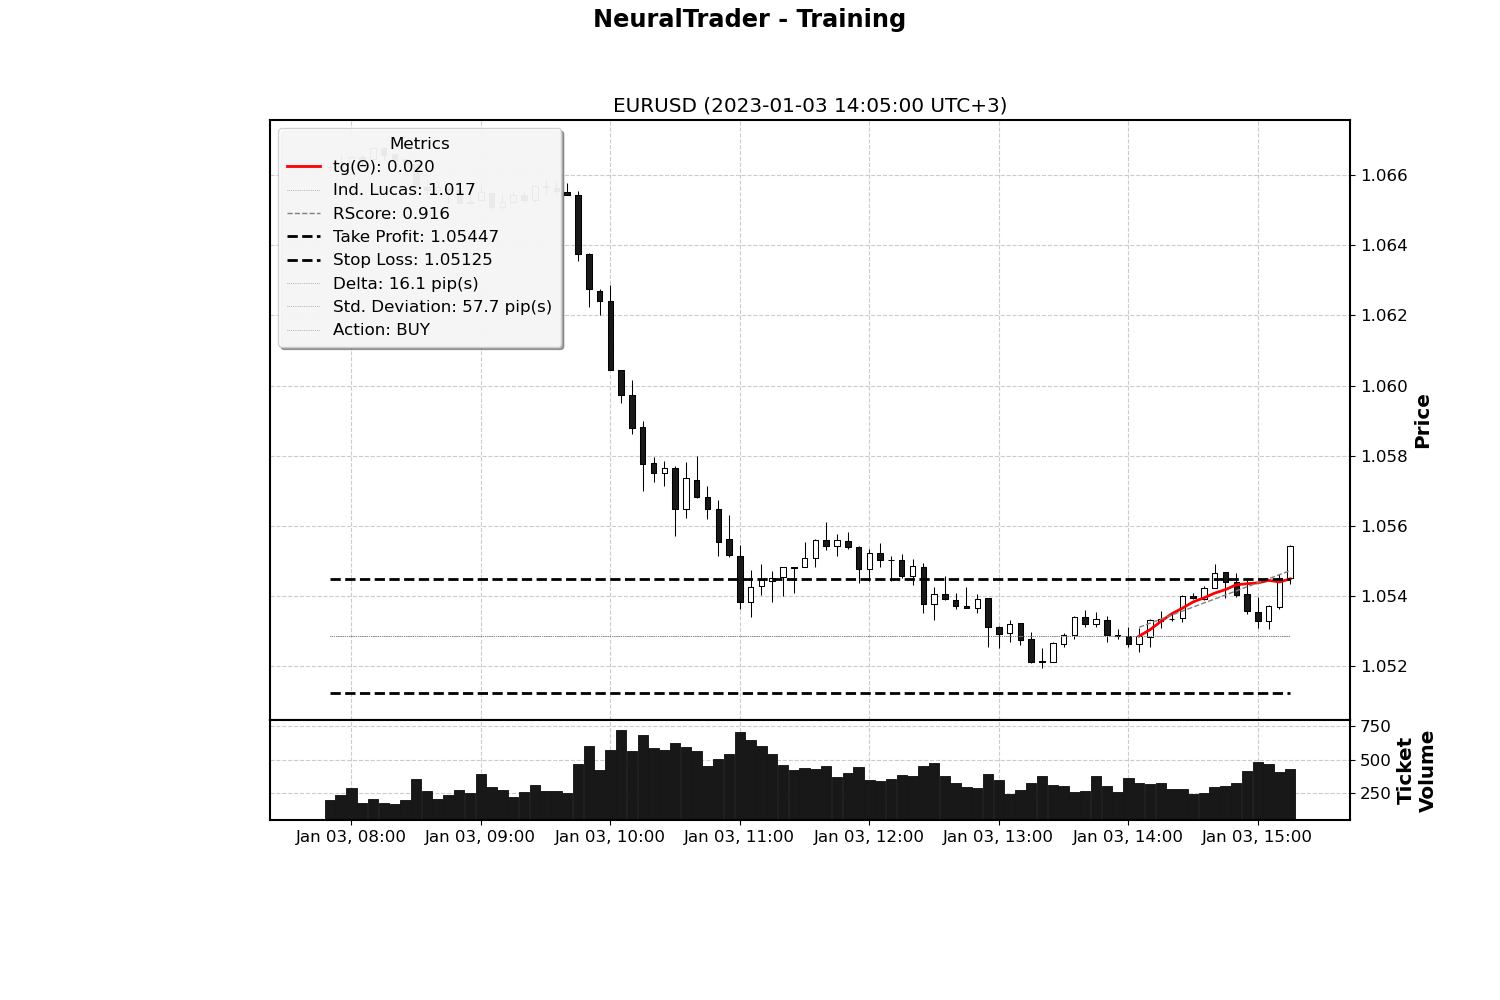 NeuralTrader - Training
EURUSD (2023-01-03 14:05:00 UTC+3)
Metrics
tg(Θ): 0.020
Ind. Lucas: 1.017
RScore: 0.916
Take Profit: 1.05447
Stop Loss: 1.05125
Delta: 16.1 pip(s)
Std. Deviation: 57.7 pip(s)
Action: BUY
1.066
1.064
1.062
1.060
1.058
1.056
1.054
1.052
Price
750
500
250
Ticket
Volume
Jan 03, 08:00
Jan 03, 09:00
Jan 03, 10:00
Jan 03, 11:00
Jan 03, 12:00
Jan 03, 13:00
Jan 03, 14:00
Jan 03, 15:00